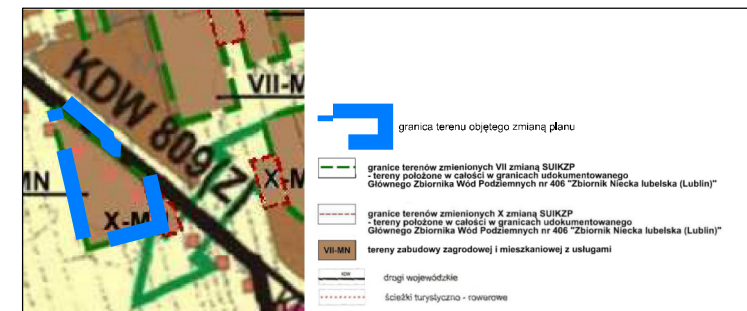 KDW 809(Z)
VII-M
X-M
MN
X-M
K
granica terenu objętego zmianą planu
granice terenów zmienionych VII zmianą SUIKZP
- tereny położone w całości w granicach udokumentowanego
Głównego Zbiornika Wód Podziemnych nr 406 "Zbiornik Niecka lubelska (Lublin)"
granice terenów zmienionych X zmianą SUIKZP
- tereny położone w całości w granicach udokumentowanego
Głównego Zbiornika Wód Podziemnych nr 406 "Zbiornik Niecka lubelska (Lublin)"
VII-MN tereny zabudowy zagrodowej i mieszkaniowej z usługami
KDW drogi wojewódzkie
ścieżki turystyczno - rowerowe